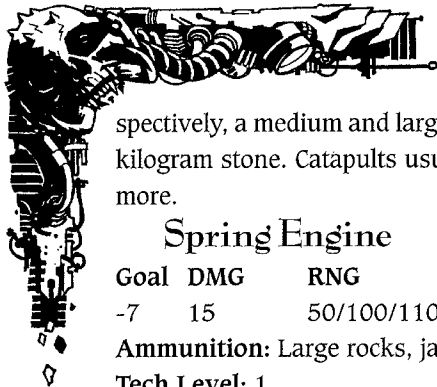 spectively, a medium and larg
kilogram stone. Catapults usu
more.
Spring Engine
Goal DMG RNG
-7 15 50/100/110
Ammunition: Large rocks, ja
Tech Level: 1